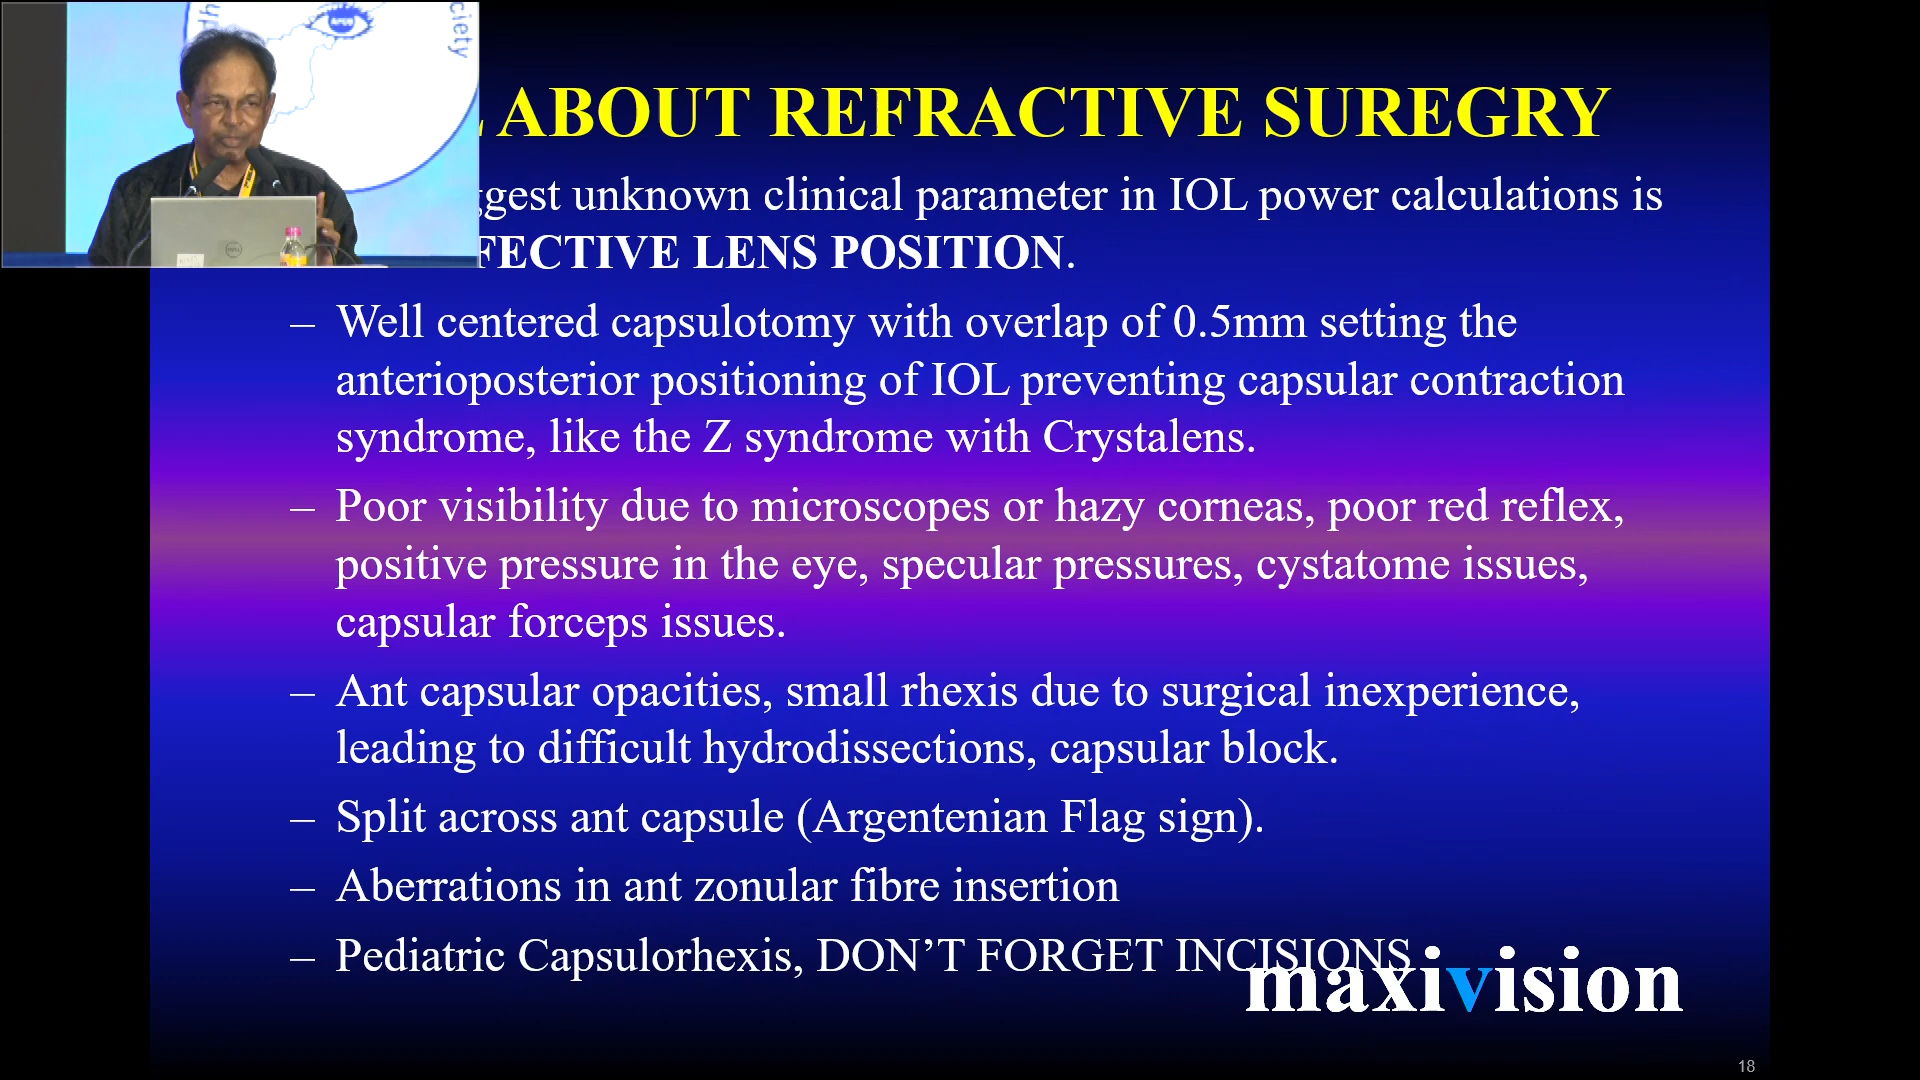 ciety
ABOUT REFRACTIVE SUREGRY
ggest unknown clinical parameter in IOL power calculations is
FECTIVE LENS POSITION.
– Well centered capsulotomy with overlap of 0.5mm setting the
anterioposterior positioning of IOL preventing capsular contraction
syndrome, like the Z syndrome with Crystalens.
– Poor visibility due to microscopes or hazy corneas, poor red reflex,
positive pressure in the eye, specular pressures, cystatome issues,
capsular forceps issues.
– Ant capsular opacities, small rhexis due to surgical inexperience,
leading to difficult hydrodissections, capsular block.
– Split across ant capsule (Argentenian Flag sign).
– Aberrations in ant zonular fibre insertion
– Pediatric Capsulorhexis, DON’T FORGET INCISIONS
maxivision
18